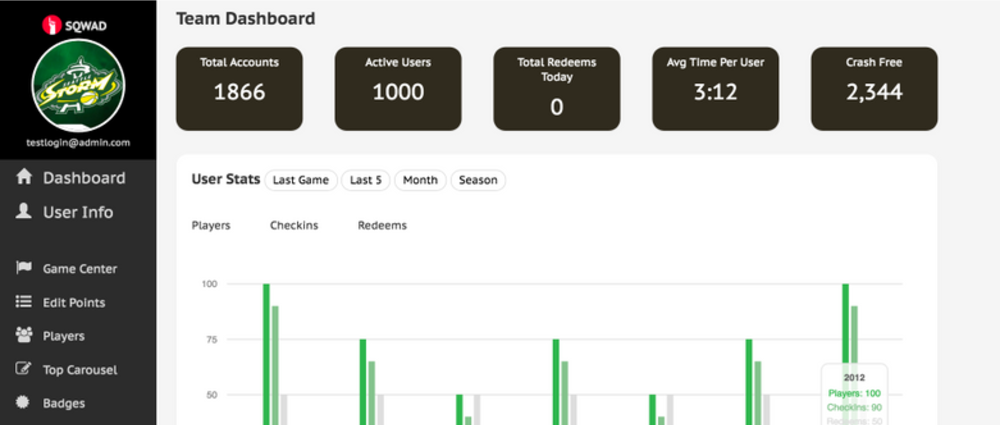 SQWAD
SEATTLE
STORM
testlogin@admin.com
Dashboard
User Info
Game Center
Edit Points
Players
Top Carousel
Badges
Team Dashboard
Total Accounts
1866
Active Users
1000
Total Redeems
Today
0
Avg Time Per User
3:12
Crash Free
2,344
User Stats Last Game Last 5 Month Season
Players Checkins Redeems
100
75
50
2012
Players: 100
Checkins: 90
Redeems: 50